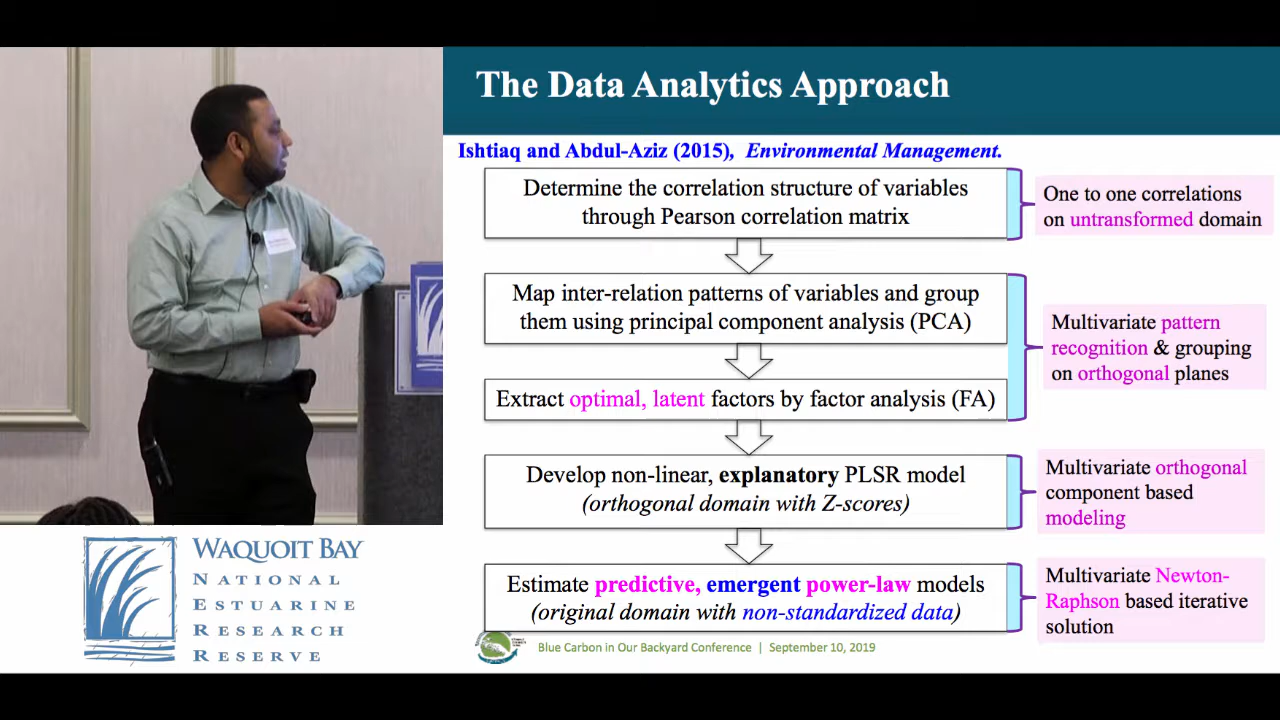 The Data Analytics Approach
Ishtiaq and Abdul-Aziz (2015), Environmental Management.
Determine the correlation structure of variables
through Pearson correlation matrix
One to one correlations
on untransformed domain
Map inter-relation patterns of variables and group
them using principal component analysis (PCA)
Multivariate pattern
recognition & grouping
on orthogonal planes
Extract optimal, latent factors by factor analysis (FA)
Develop non-linear, explanatory PLSR model
(orthogonal domain with Z-scores)
Multivariate orthogonal
component based
modeling
Estimate predictive, emergent power-law models
(original domain with non-standardized data)
Multivariate Newton-
Raphson based iterative
solution
Blue Carbon in Our Backyard Conference | September 10, 2019
WAQUOIT BAY
NATIONAL
ESTUARINE
RESEARCH
RESERVE